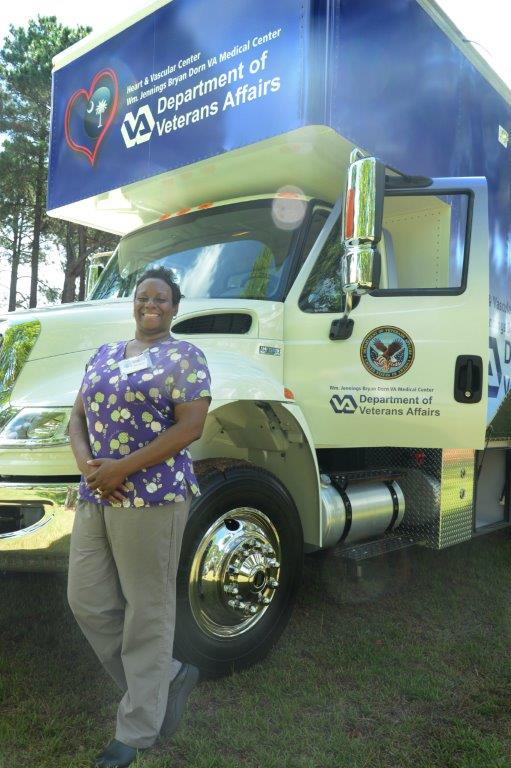 Heart & Vascular Center
Wm. Jennings Bryan Dorn VA Medical Center
VA Department of
Veterans Affairs
Wm. Jennings Bryan Dorn VA Medical Center
VA Department of
Veterans Affairs